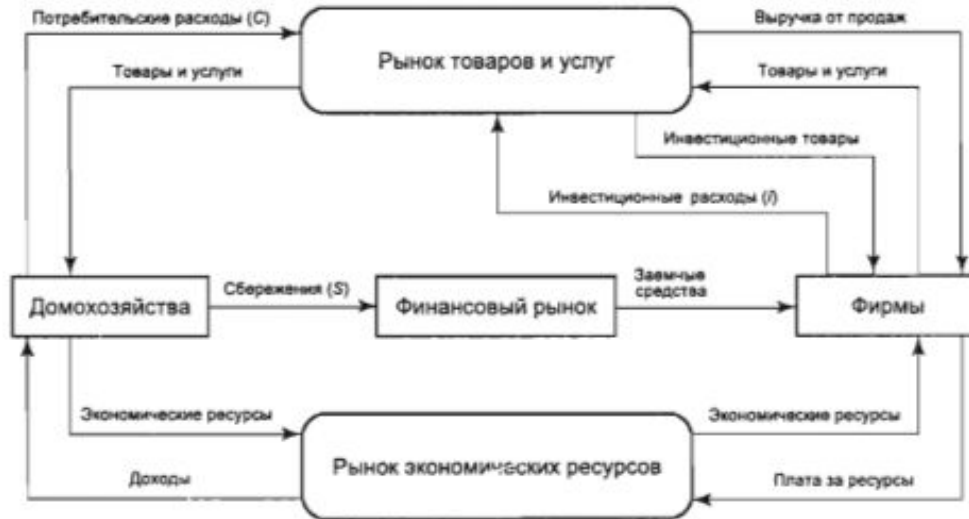 Потребительские расходы (C)
Выручка от продаж
Рынок товаров и услуг
Товары и услуги
Товары и услуги
Инвестиционные товары
Инвестиционные расходы (I)
Сбережения (S)
Заемные
средства
Домохозяйства
Финансовый рынок
Фирмы
Экономические ресурсы
Экономические ресурсы
Рынок экономических ресурсов
Доходы
Плата за ресурсы